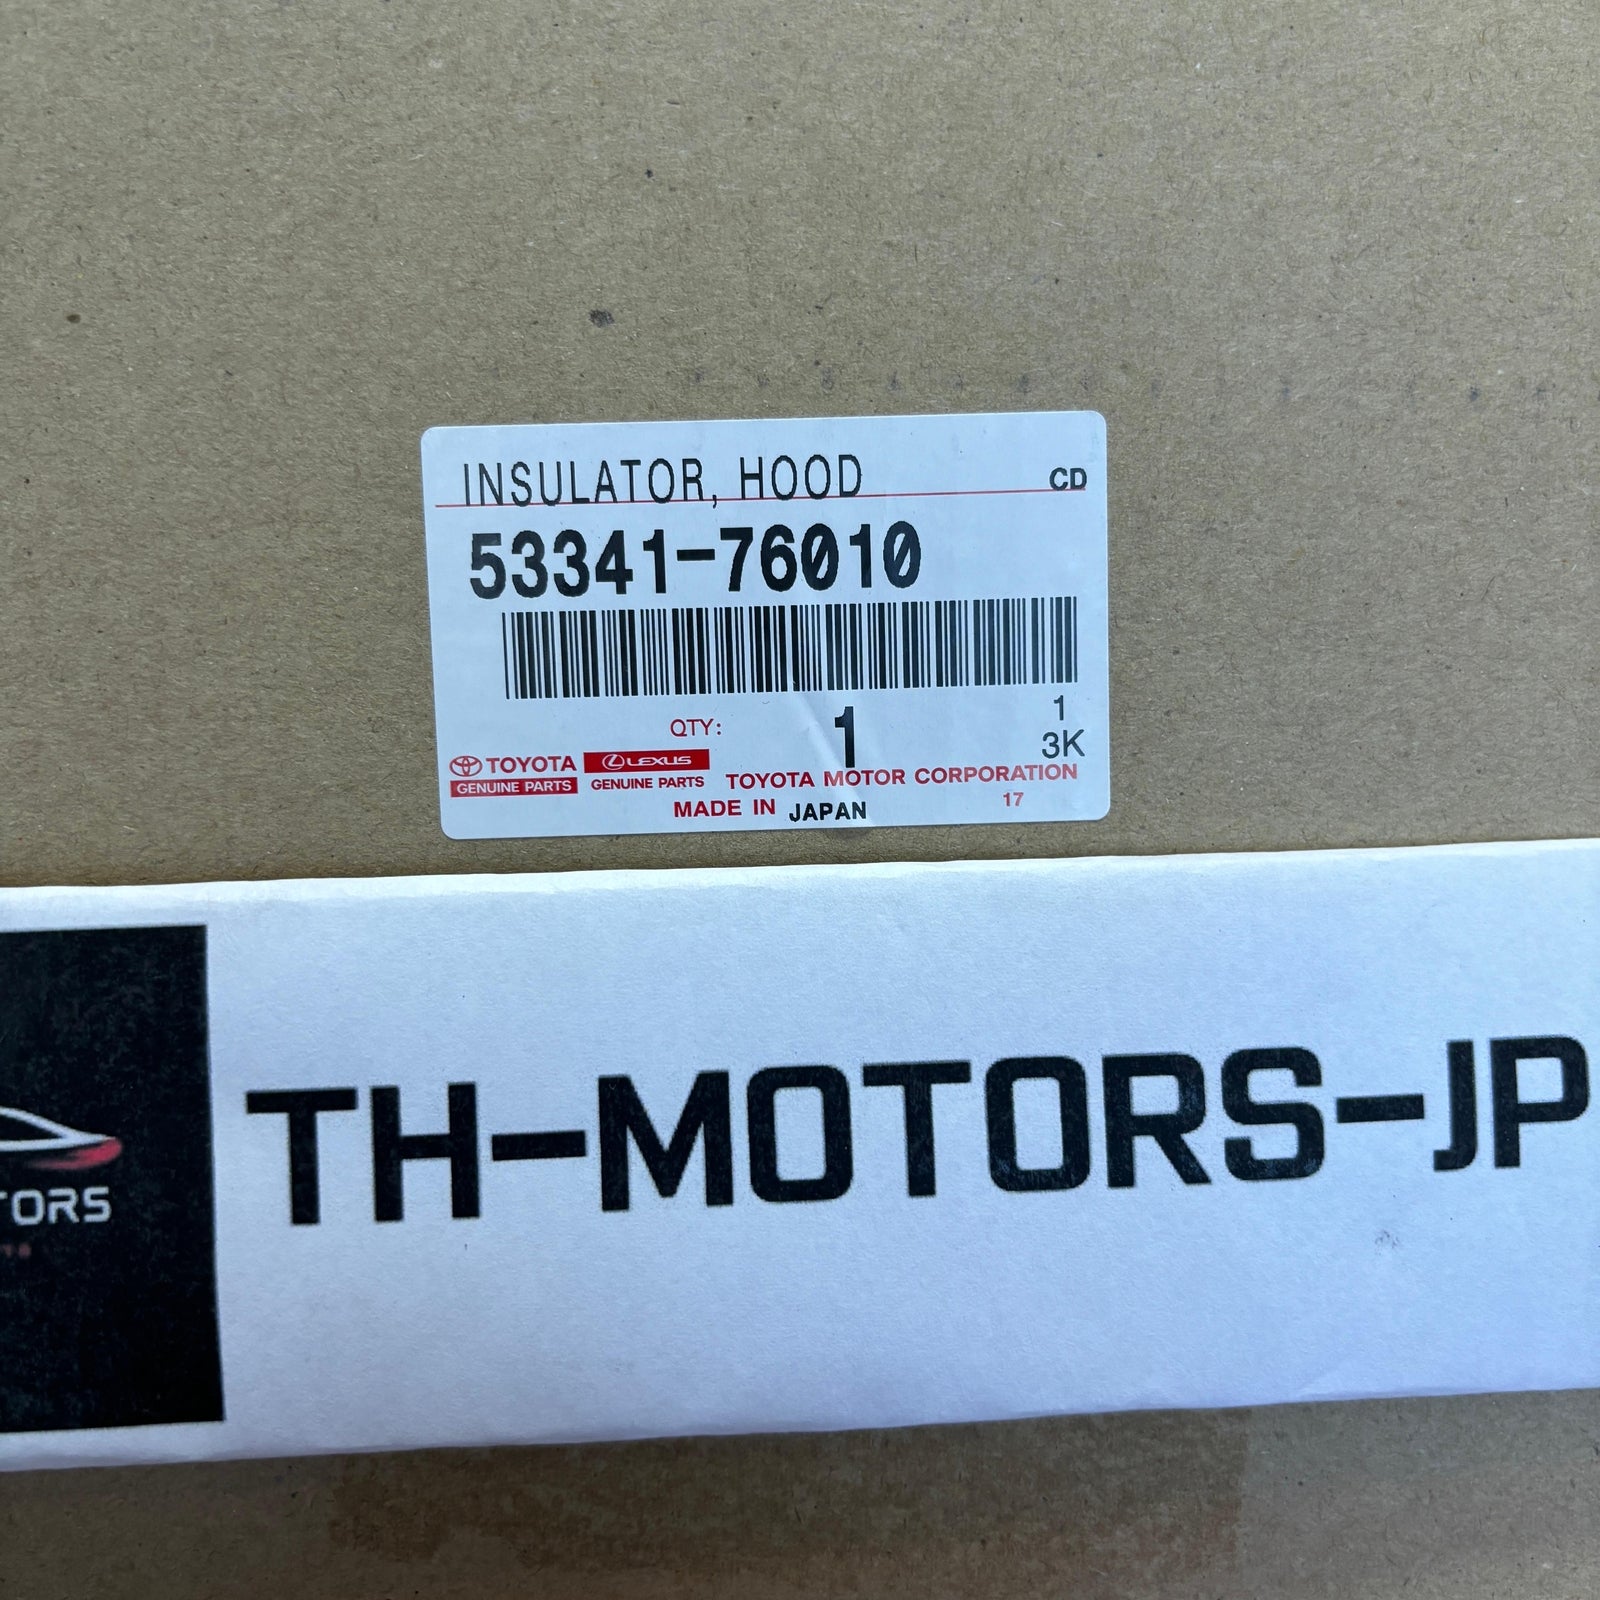 INSULATOR, HOOD CD
53341-76010
QTY: 1 1
3K
TOYOTA LEXUS
GENUINE PARTS GENUINE PARTS TOYOTA MOTOR CORPORATION
MADE IN JAPAN 17
TH-MOTORS-JP
TORS